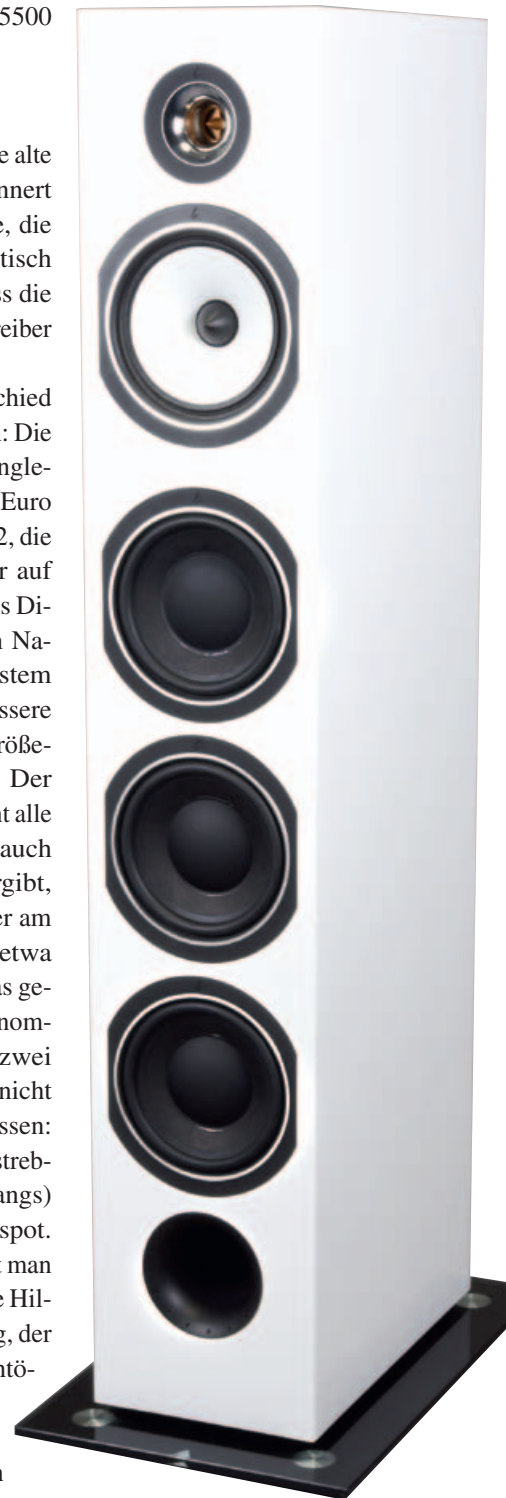 5500
e alte
nnert
e, die
tisch
ss die
reiber
chied
: Die
ngle-
Euro
2, die
r auf
s Di-
n Na-
stem
ssere
röße-
Der
nt alle
auch
rgibt,
er am
etwa
as ge-
nom-
zwei
nicht
ssen:
streb-
angs)
spot.
t man
e Hil-
g, der
ntö-
n